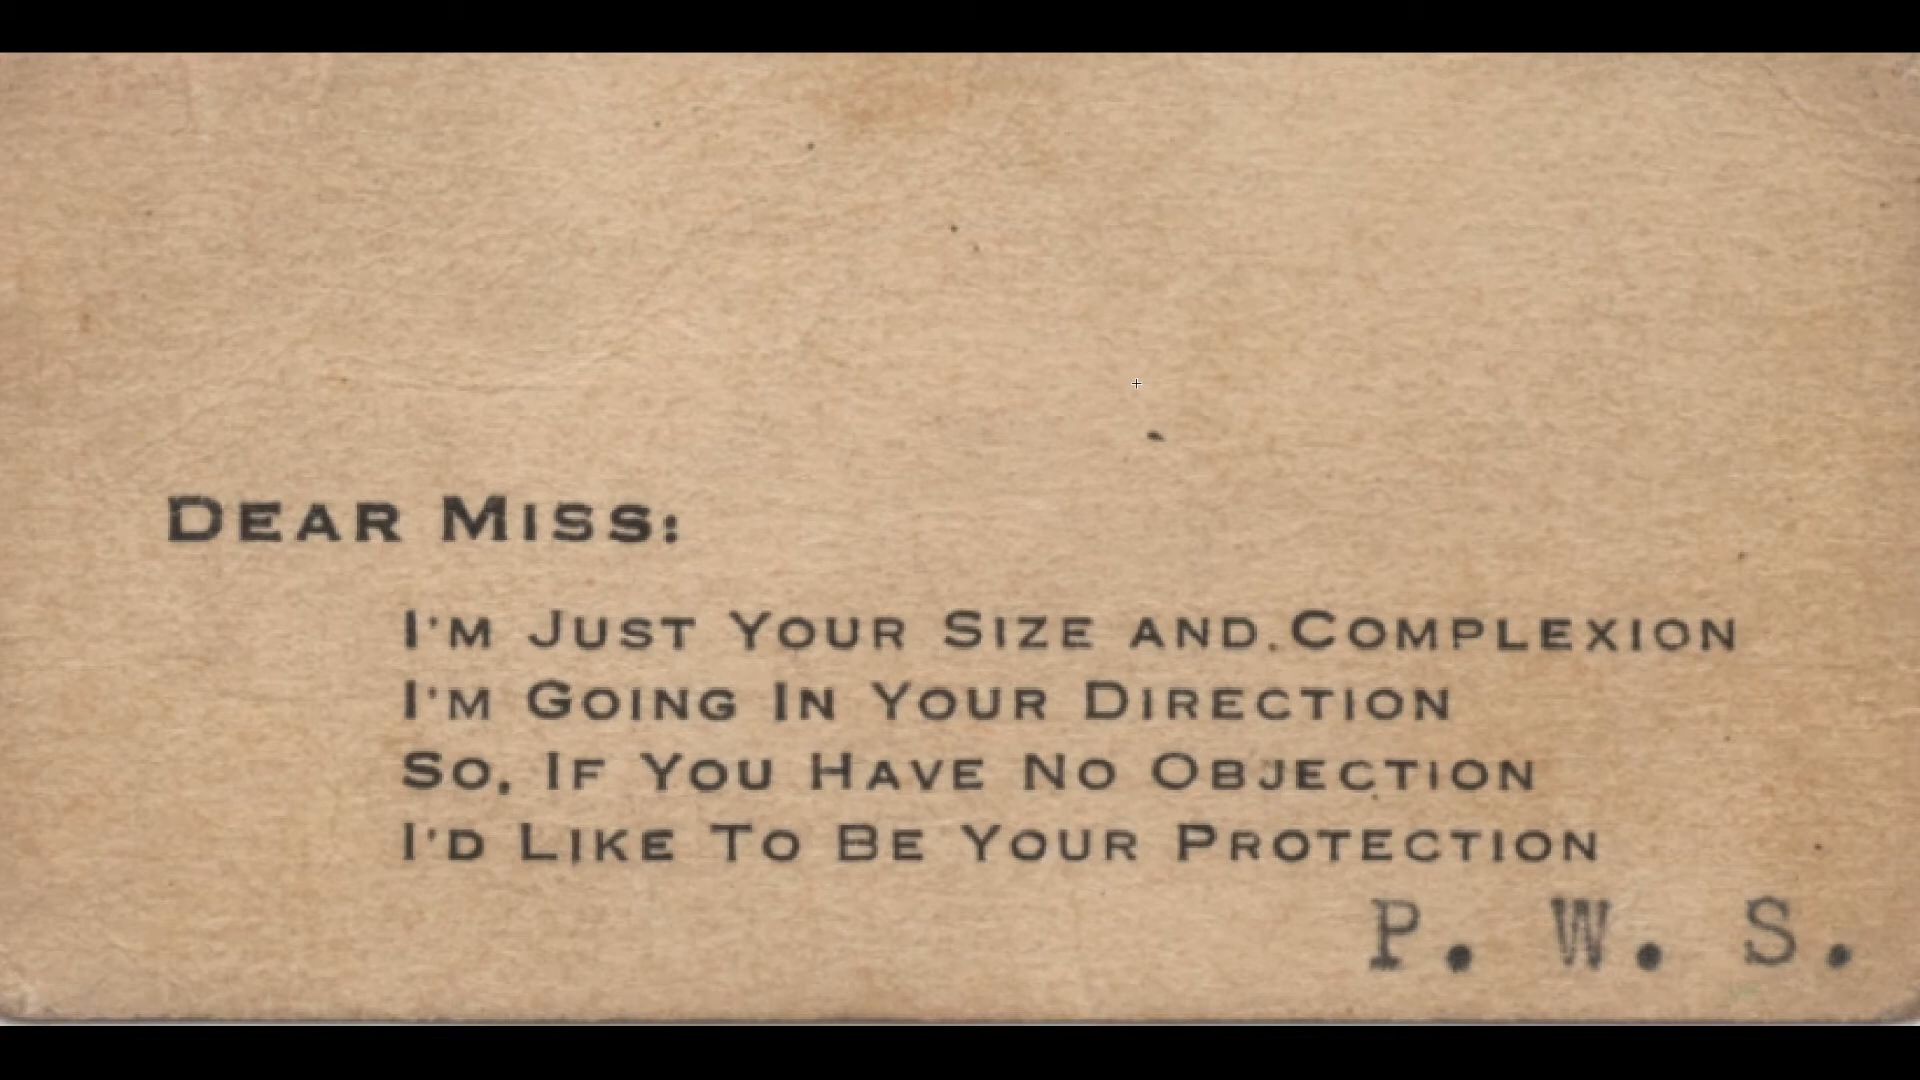 DEAR MISS:
I'M JUST YOUR SIZE AND.COMPLEXION
I'M GOING IN YOUR DIRECTION
SO, IF YOU HAVE NO OBJECTION
I'D LIKE TO BE YOUR PROTECTION
P. W. S.